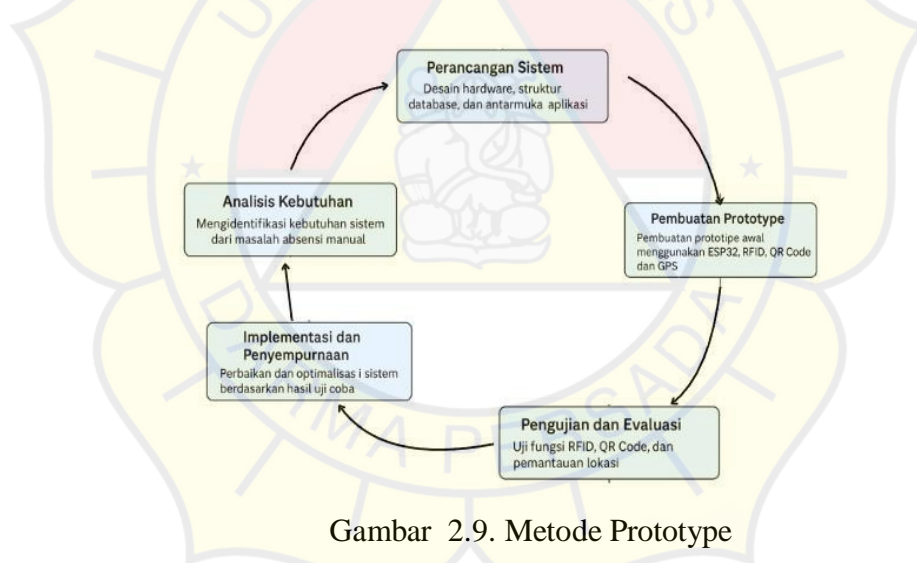 Perancangan Sistem
Desain hardware, struktur
database, dan antarmuka aplikasi
Analisis Kebutuhan
Mengidentifikasi kebutuhan sistem
dari masalah absensi manual
Pembuatan Prototype
Pembuatan prototipe awal
menggunakan ESP32, RFID, QR Code
dan GPS
Implementasi dan
Penyempurnaan
Perbaikan dan optimalisas i sistem
berdasarkan hasil uji coba
Pengujian dan Evaluasi
Uji fungsi RFID, QR Code, dan
pemantauan lokasi
DARMA PERSADA
Gambar 2.9. Metode Prototype